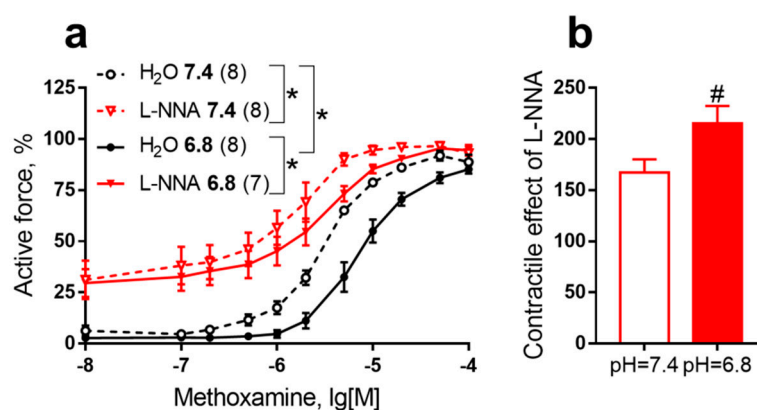 a
H₂O 7.4 (8)
L-NNA 7.4 (8)
H₂O 6.8 (8)
L-NNA 6.8 (7)
*
*
*
Active force, %
125
100
75
50
25
0
-8
-7
-6
-5
-4
Methoxamine, lg[M]
b
Contractile effect of L-NNA
250
200
150
100
50
0
#
pH=7.4
pH=6.8